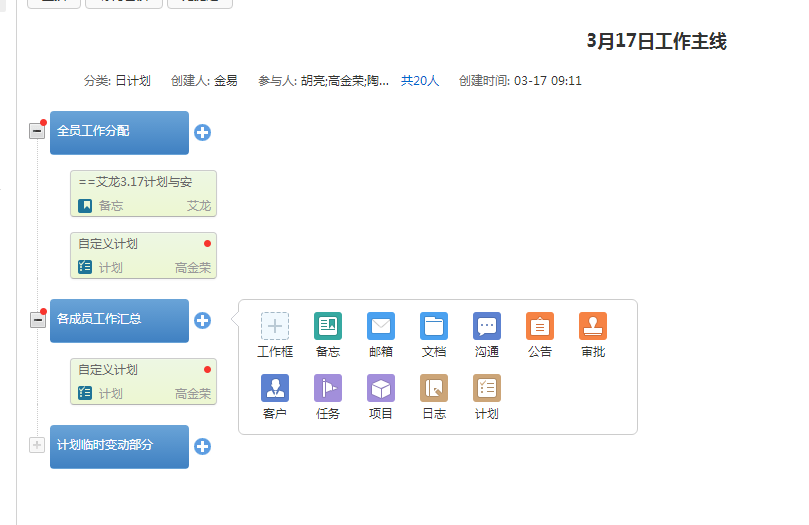 3月17日工作主线
分类: 日计划 创建人: 金易 参与人: 胡亮;高金荣;陶... 共20人 创建时间: 03-17 09:11
全员工作分配
==艾龙3.17计划与安
备忘 艾龙
自定义计划
计划 高金荣
各成员工作汇总
工作框 备忘 邮箱 文档 沟通 公告 审批
自定义计划
计划 高金荣
客户 任务 项目 日志 计划
计划临时变动部分